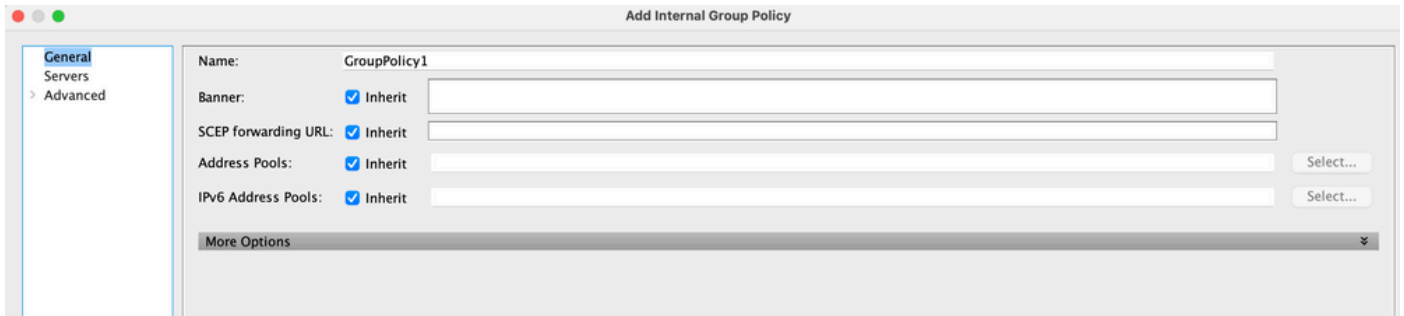 Add Internal Group Policy
General
Servers
Advanced
Name: GroupPolicy1
Banner: Inherit
SCEP forwarding URL: Inherit
Address Pools: Inherit Select...
IPv6 Address Pools: Inherit Select...
More Options